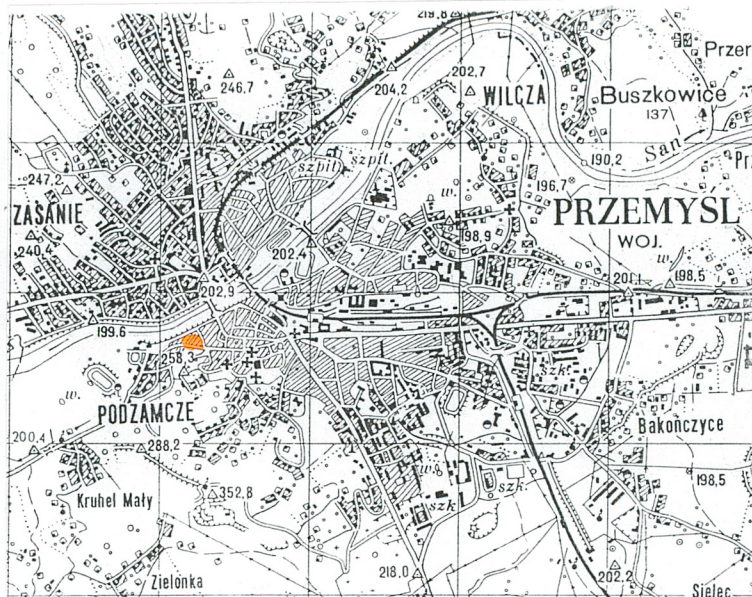 219,8
202,7
Przer
246,7
204,2
WILCZA
Buszkowice
137
szpit.
San
190,2
szpit.
247,2
w.
196,7
ZASANIE
PRZEMYSL
WOJ.
240,4
202,4
198,9
w.
202,9
201,1
198,5
199,6
258,3
szk.
w.
PODZAMCZE
Bakończyce
200,4
288,2
w.
198,5
352,8
szk.
Kruhel Mały
szk.
218.0
202,2
Zielonka
Sielec